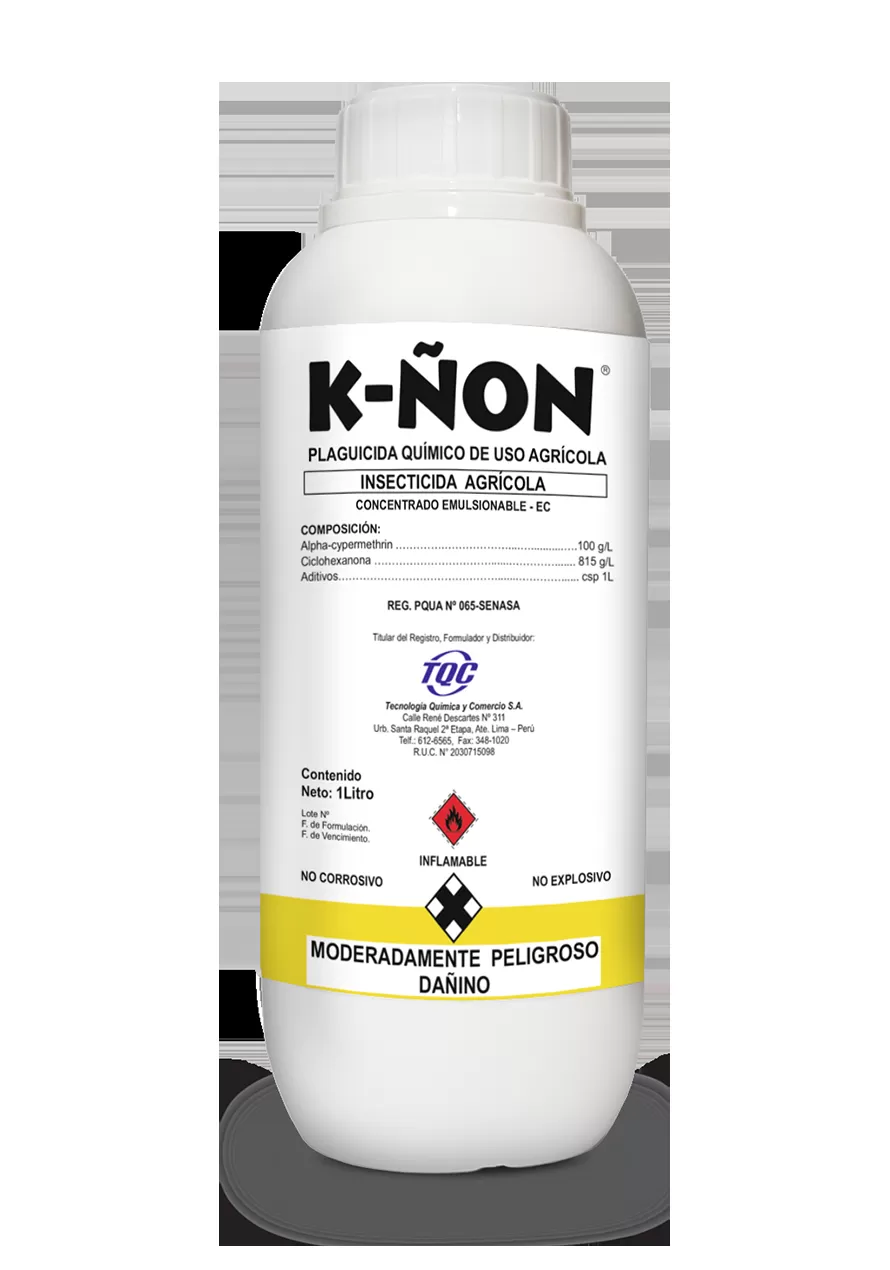 K-ÑON®
PLAGUICIDA QUÍMICO DE USO AGRÍCOLA
INSECTICIDA AGRÍCOLA
CONCENTRADO EMULSIONABLE - EC
COMPOSICIÓN:
Alpha-cypermethrin ........................................ 100 g/L
Ciclohexanona ........................................ 815 g/L
Aditivos ........................................ csp 1L
REG. PQUA Nº 065-SENASA
Titular del Registro, Formulador y Distribuidor:
TQC
Tecnología Química y Comercio S.A.
Calle René Descartes Nº 311
Urb. Santa Raquel 2ª Etapa, Ate. Lima – Perú
Telf.: 612-6565, Fax: 348-1020
R.U.C. N° 2030715098
Contenido
Neto: 1Litro
Lote Nº
F. de Formulación.
F. de Vencimiento.
INFLAMABLE
NO CORROSIVO
NO EXPLOSIVO
MODERADAMENTE PELIGROSO
DAÑINO